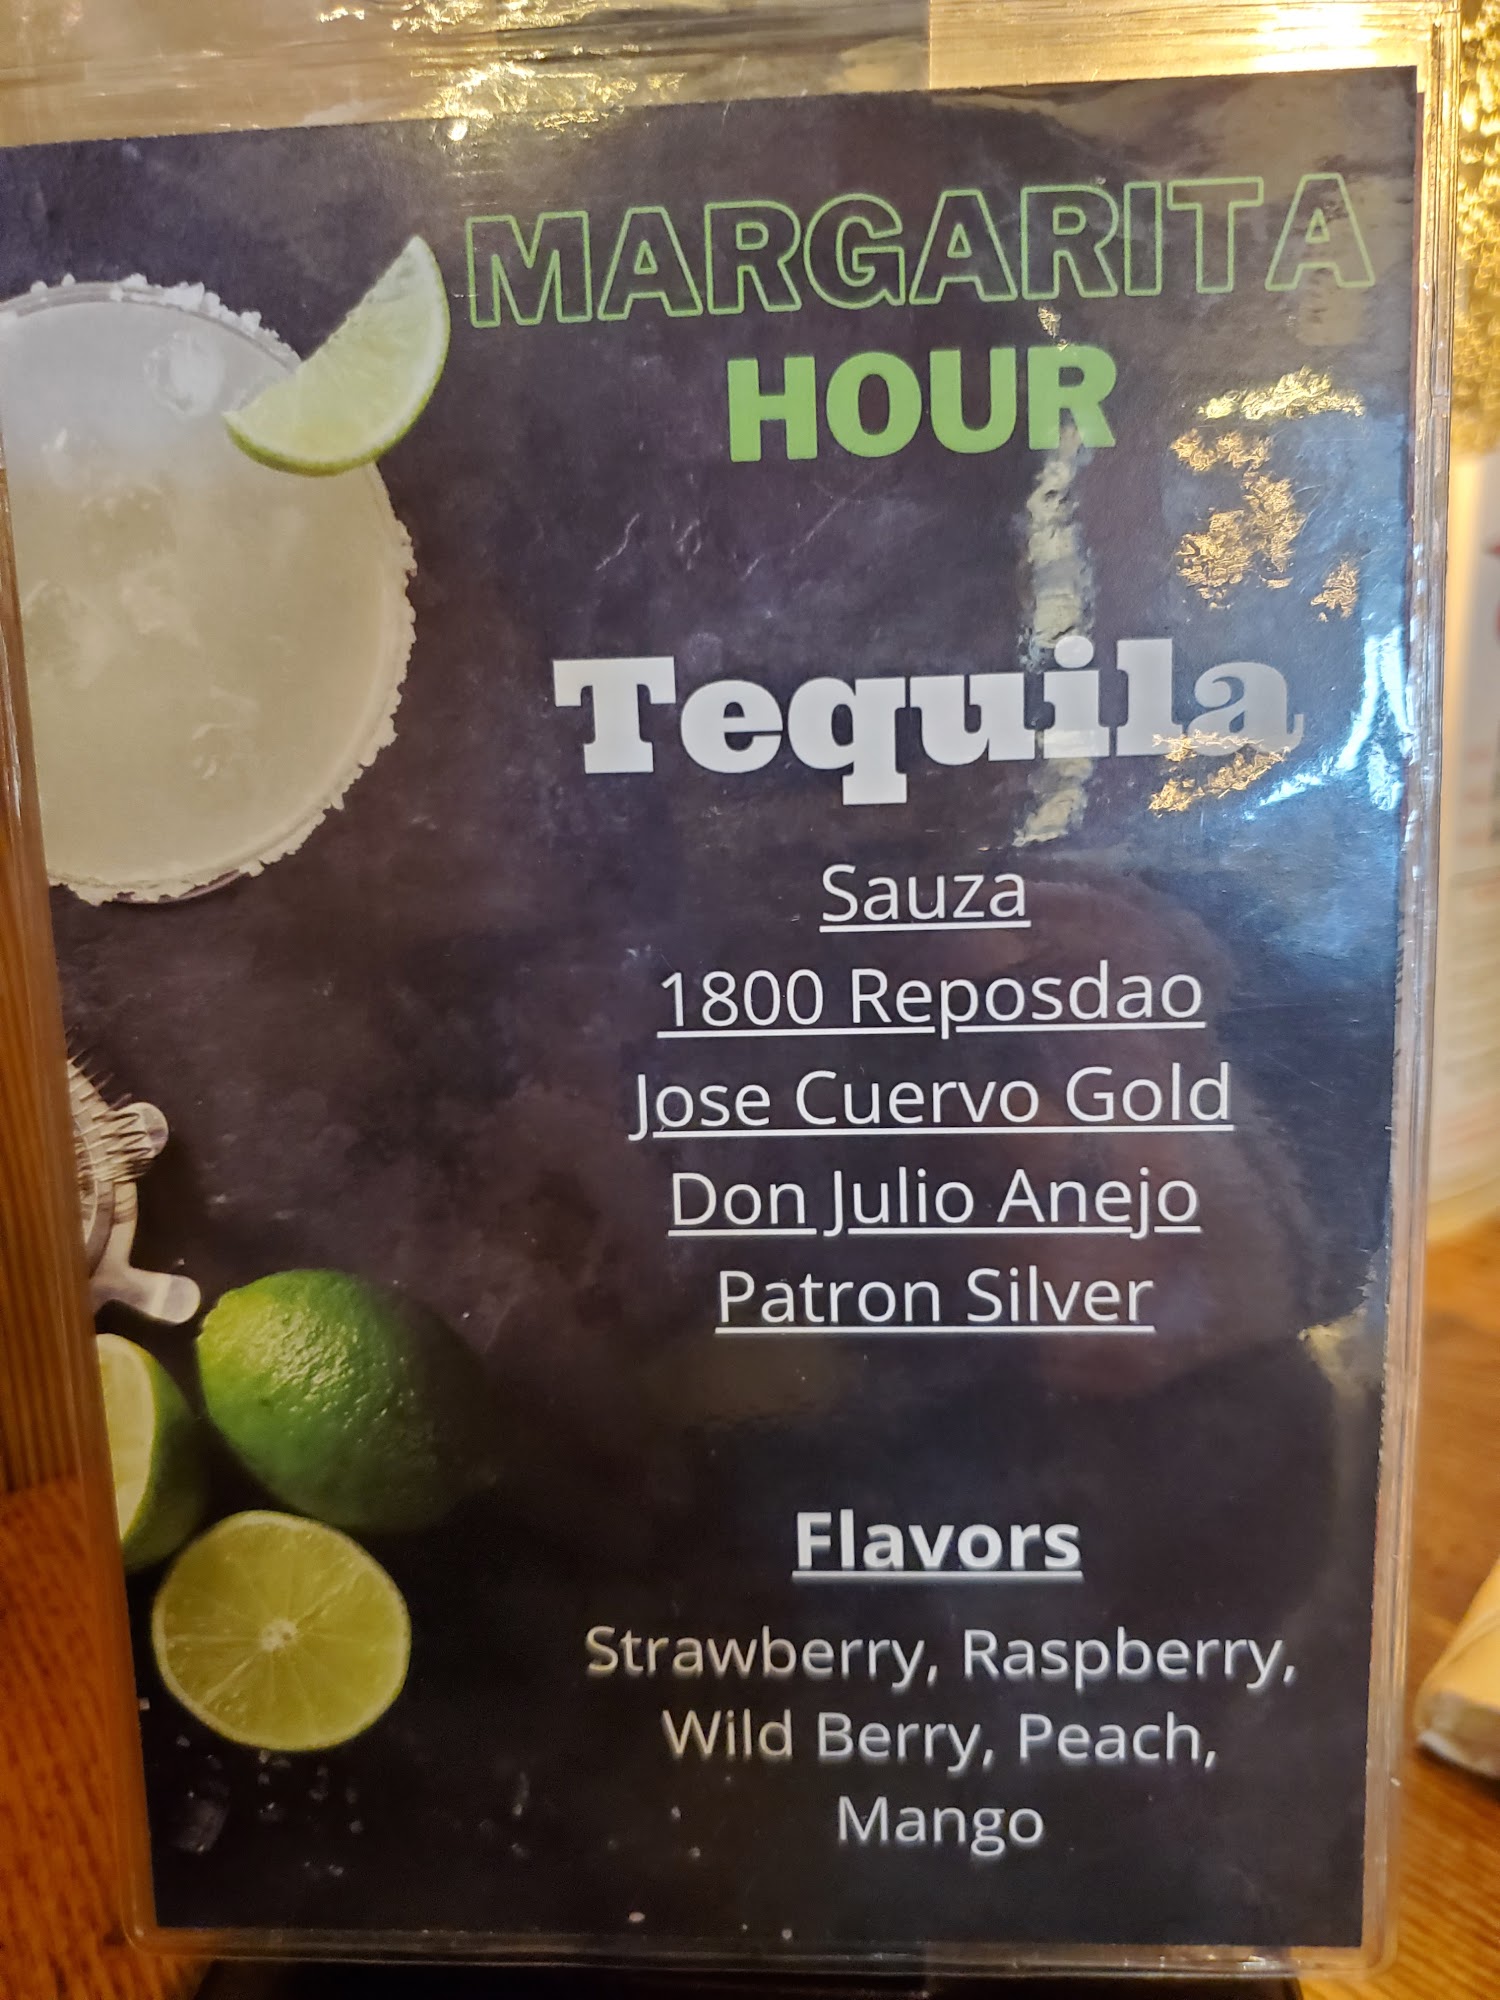 MARGARITA
HOUR
Tequila
Sauza
1800 Reposdao
Jose Cuervo Gold
Don Julio Anejo
Patron Silver
Flavors
Strawberry, Raspberry,
Wild Berry, Peach,
Mango